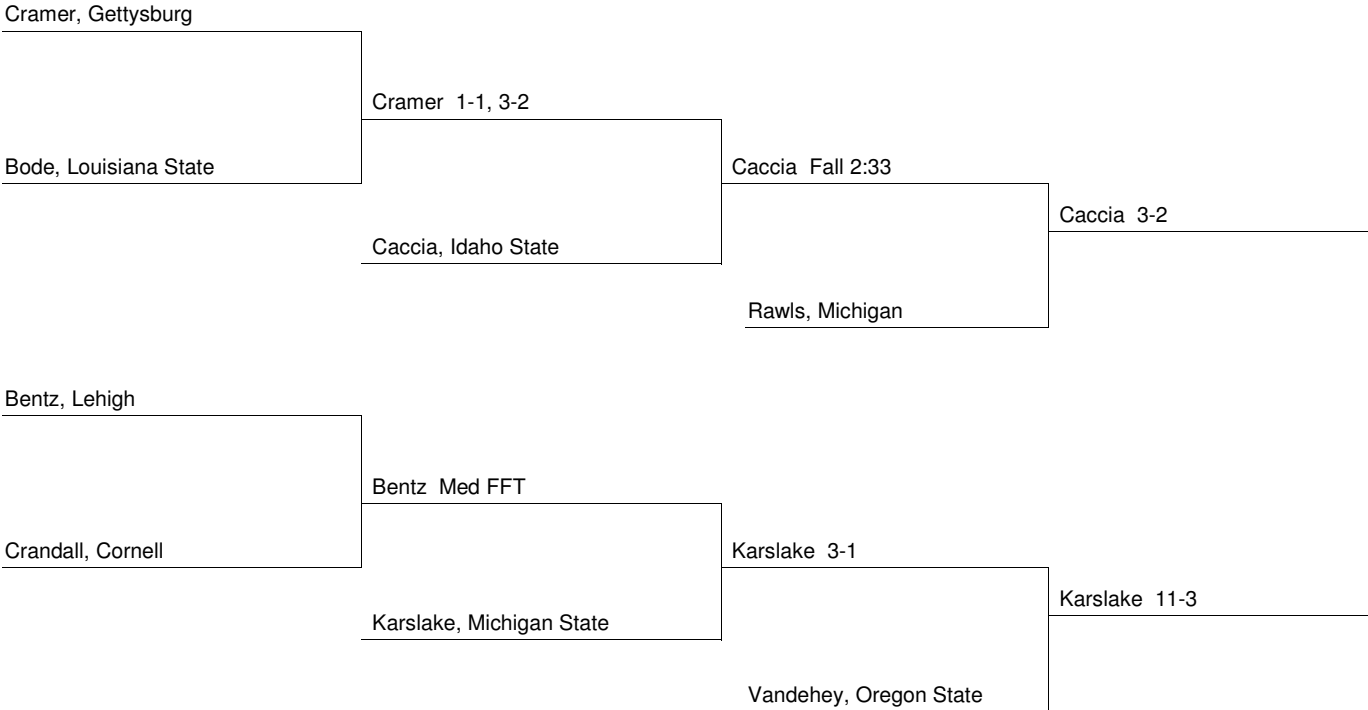 Cramer, Gettysburg
Cramer 1-1, 3-2
Bode, Louisiana State
Caccia Fall 2:33
Caccia 3-2
Caccia, Idaho State
Rawls, Michigan
Bentz, Lehigh
Bentz Med FFT
Crandall, Cornell
Karslake 3-1
Karslake 11-3
Karslake, Michigan State
Vandehey, Oregon State